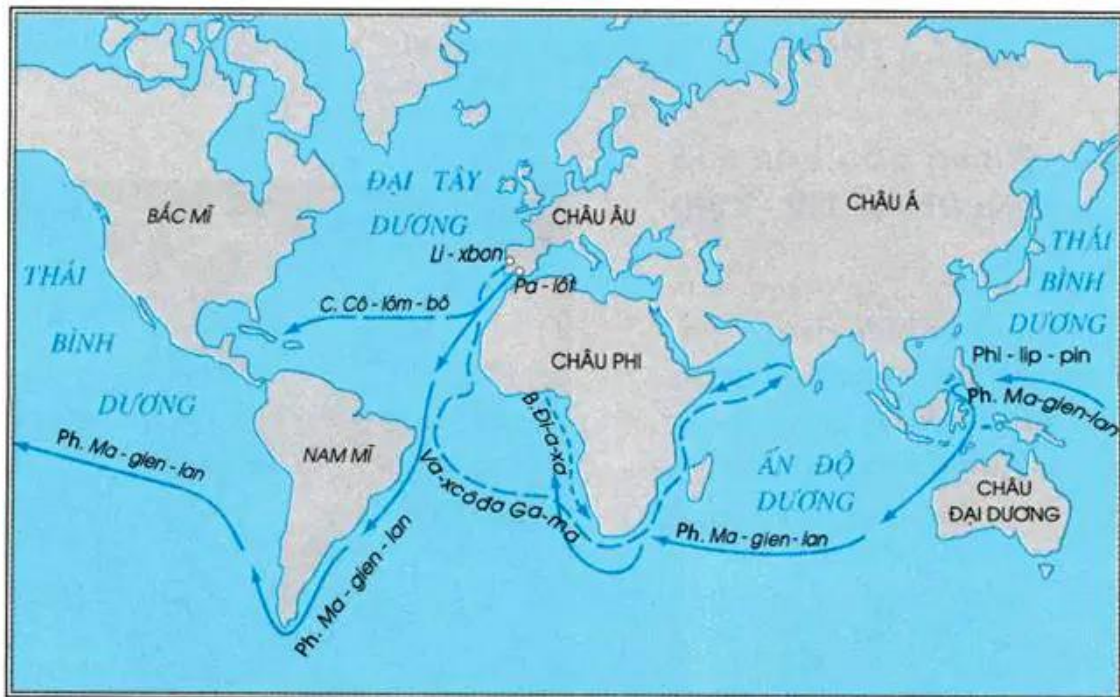 BẮC MĨ
ĐẠI TÂY
DƯƠNG
CHÂU ÂU
CHÂU Á
Li - xbon
Pa - lôt
THÁI
BÌNH
DƯƠNG
C. Cô - lôm - bô
CHÂU PHI
THÁI
BÌNH
DƯƠNG
Phi - lip - pin
Ph. Ma-gien-lan
B. Đi-a-xơ
Ph. Ma - gien - lan
NAM MĨ
Va-xcô đơ Ga-ma
ẤN ĐỘ
DƯƠNG
CHÂU
ĐẠI DƯƠNG
Ph. Ma - gien - lan
Ph. Ma - gien - lan